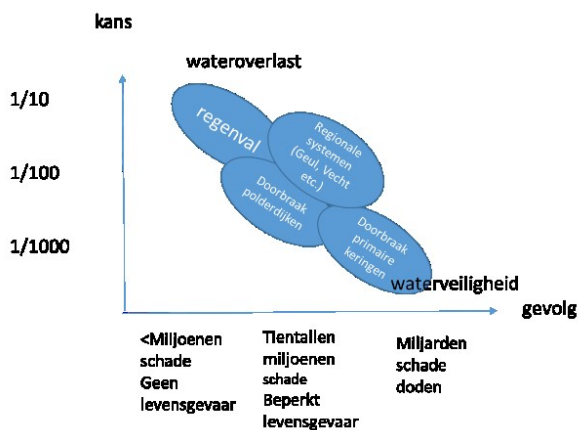 kans
wateroverlast
1/10
1/100
1/1000
regenval
Regionale
systemen
(Geul, Vecht
etc.)
Doorbraak
polderdijken
Doorbraak
primaire
keringen
waterveiligheid
gevolg
<Miljoenen
schade
Geen
levensgevaar
Tientallen
miljoenen
schade
Beperkt
levensgevaar
Miljarden
schade
doden